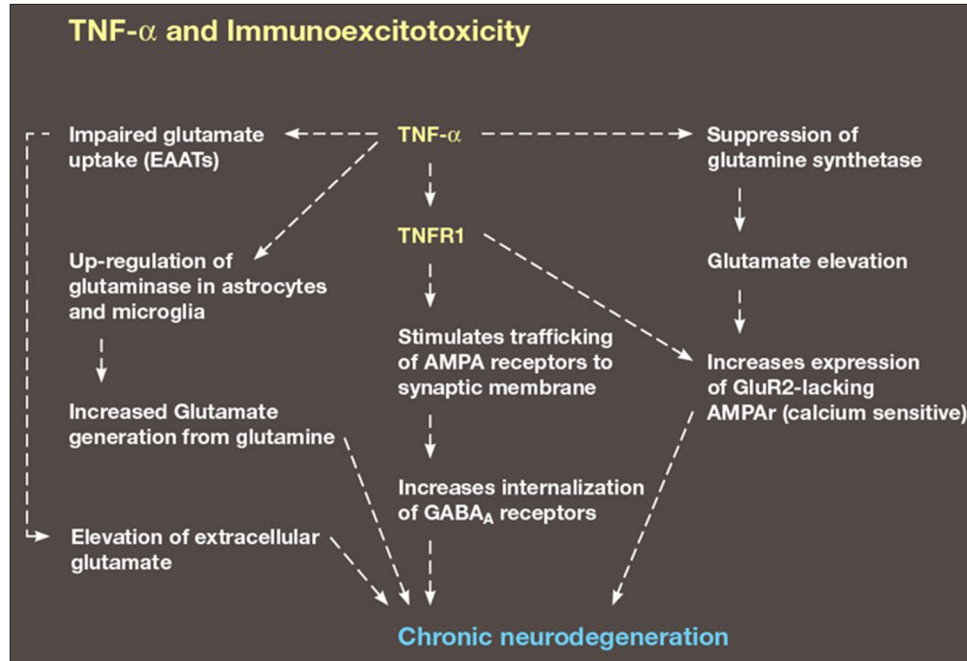 TNF-α and Immunoexcitotoxicity
Impaired glutamate
uptake (EAATs)
TNF-α
Suppression of
glutamine synthetase
TNFR1
Up-regulation of
glutaminase in astrocytes
and microglia
Glutamate elevation
Stimulates trafficking
of AMPA receptors to
synaptic membrane
Increases expression
of GluR2-lacking
AMPAr (calcium sensitive)
Increased Glutamate
generation from glutamine
Increases internalization
of GABAA receptors
Elevation of extracellular
glutamate
Chronic neurodegeneration